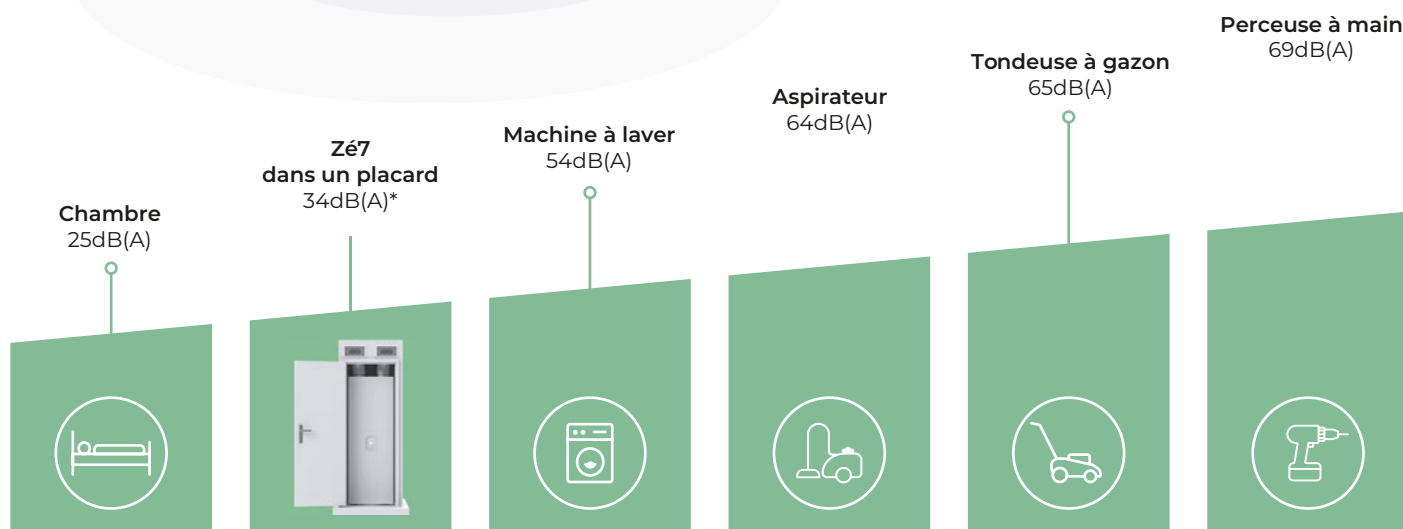 Chambre
25dB(A)
Zé7
dans un placard
34dB(A)*
Machine à laver
54dB(A)
Aspirateur
64dB(A)
Tondeuse à gazon
65dB(A)
Perceuse à main
69dB(A)